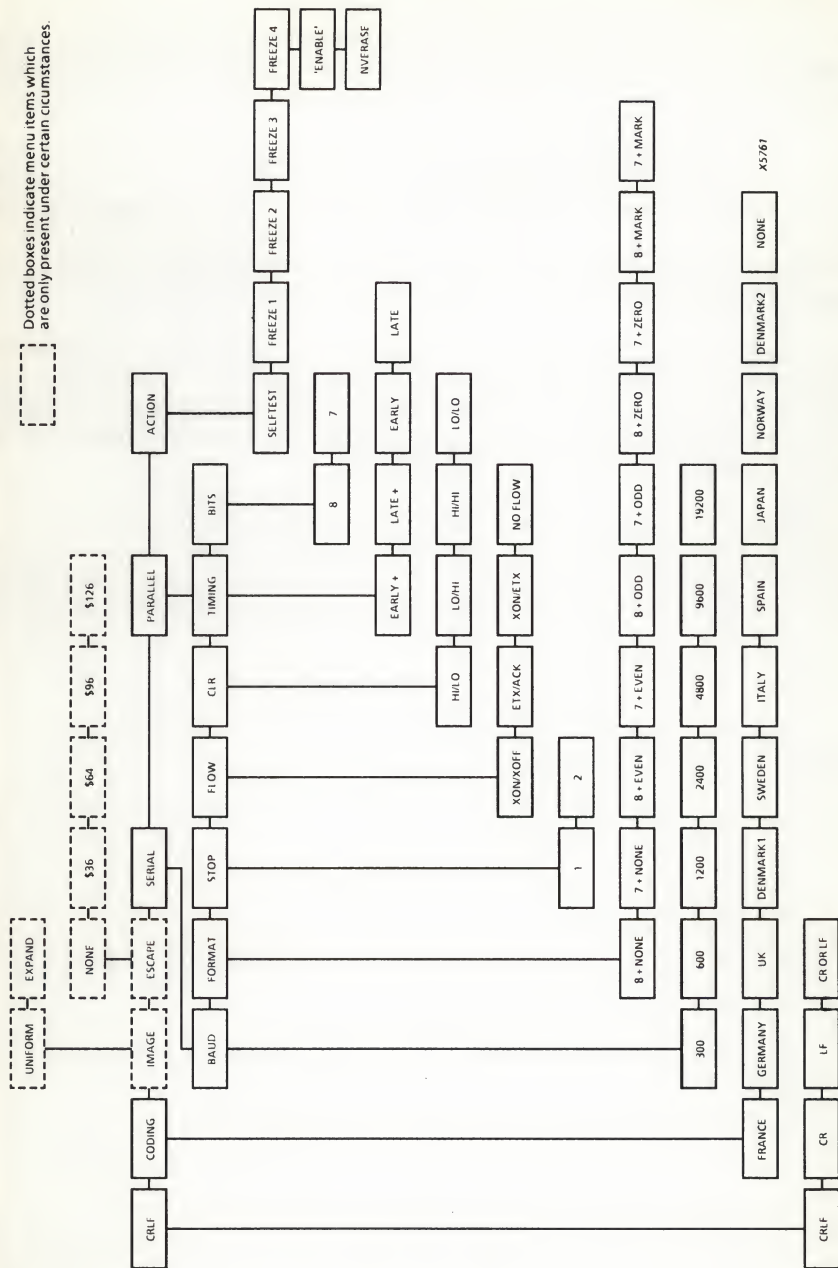 Dotted boxes indicate menu items which
are only present under certain cicumstances.
UNIFORM
EXPAND
NONE
$36
$64
$96
$126
CRLF
CODING
IMAGE
ESCAPE
SERIAL
PARALLEL
ACTION
BAUD
FORMAT
STOP
FLOW
CLR
TIMING
BITS
SELFTEST
FREEZE 1
FREEZE 2
FREEZE 3
FREEZE 4
'ENABLE'
NVERASE
8
7
EARLY +
LATE +
EARLY
LATE
HI/LO
LO/HI
HI/HI
LO/LO
XON/XOFF
ETX/ACK
XON/ETX
NO FLOW
1
2
8 + NONE
7 + NONE
8 + EVEN
7 + EVEN
8 + ODD
7 + ODD
8 + ZERO
7 + ZERO
8 + MARK
7 + MARK
300
600
1200
2400
4800
9600
19200
FRANCE
GERMANY
UK
DENMARK1
SWEDEN
ITALY
SPAIN
JAPAN
NORWAY
DENMARK2
NONE
X5761
CRLF
CR
LF
CR OR LF